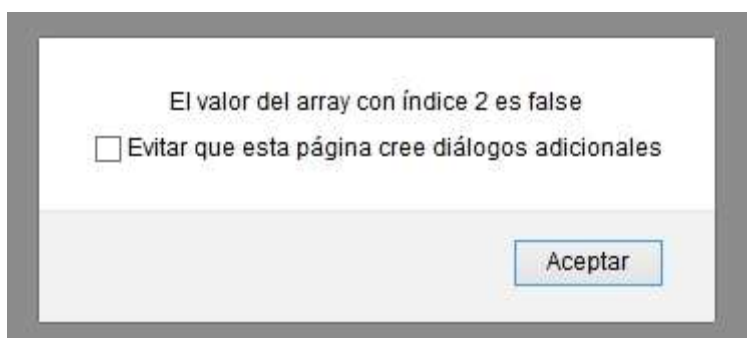 El valor del array con índice 2 es false
Evitar que esta página cree diálogos adicionales
Aceptar